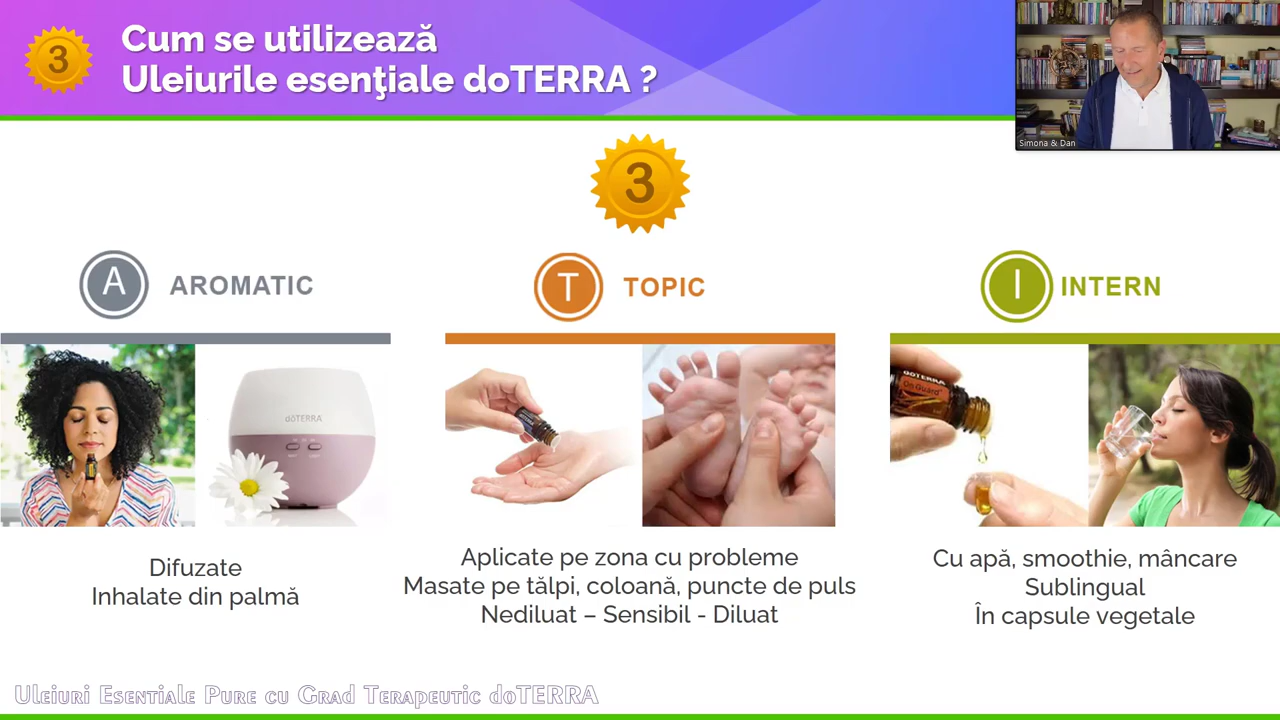 3
Cum se utilizează
Uleiurile esenţiale doTERRA ?
Simona & Dan
3
A AROMATIC
T TOPIC
I INTERN
dōTERRA
dōTERRA
On Guard
Difuzate
Inhalate din palmă
Aplicate pe zona cu probleme
Masate pe tălpi, coloană, puncte de puls
Nediluat – Sensibil - Diluat
Cu apă, smoothie, mâncare
Sublingual
În capsule vegetale
Uleiuri Esentiale Pure cu Grad Terapeutic doTERRA